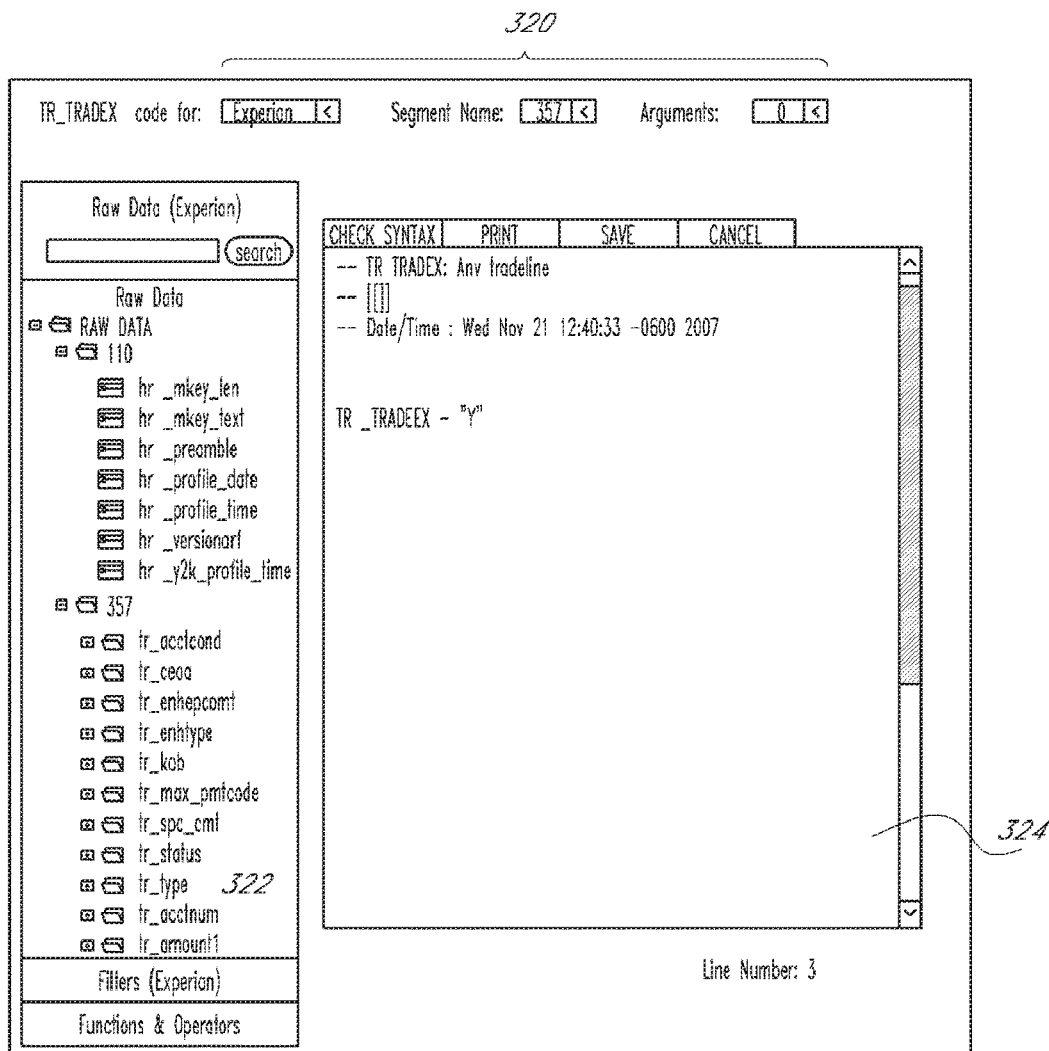 320
TR_TRADEX code for: Experian < Segment Name: 357 < Arguments: 0 <
Raw Data (Experian)
search
Raw Data
RAW DATA
110
hr _mkey_len
hr _mkey_text
hr _preamble
hr _profile_date
hr _profile_time
hr _versionarf
hr _y2k_profile_time
357
tr_acctcond
tr_ceoa
tr_enhepcomt
tr_enhtype
tr_kob
tr_max_pmtcode
tr_spc_cmt
tr_status
tr_type 322
tr_acctnum
tr_amount1
Fillers (Experian)
Functions & Operators
CHECK SYNTAX PRINT SAVE CANCEL
-- TR TRADEX: Any tradeline
-- [[]]
-- Date/Time : Wed Nov 21 12:40:33 -0600 2007
TR _TRADEEX - "Y"
324
Line Number: 3